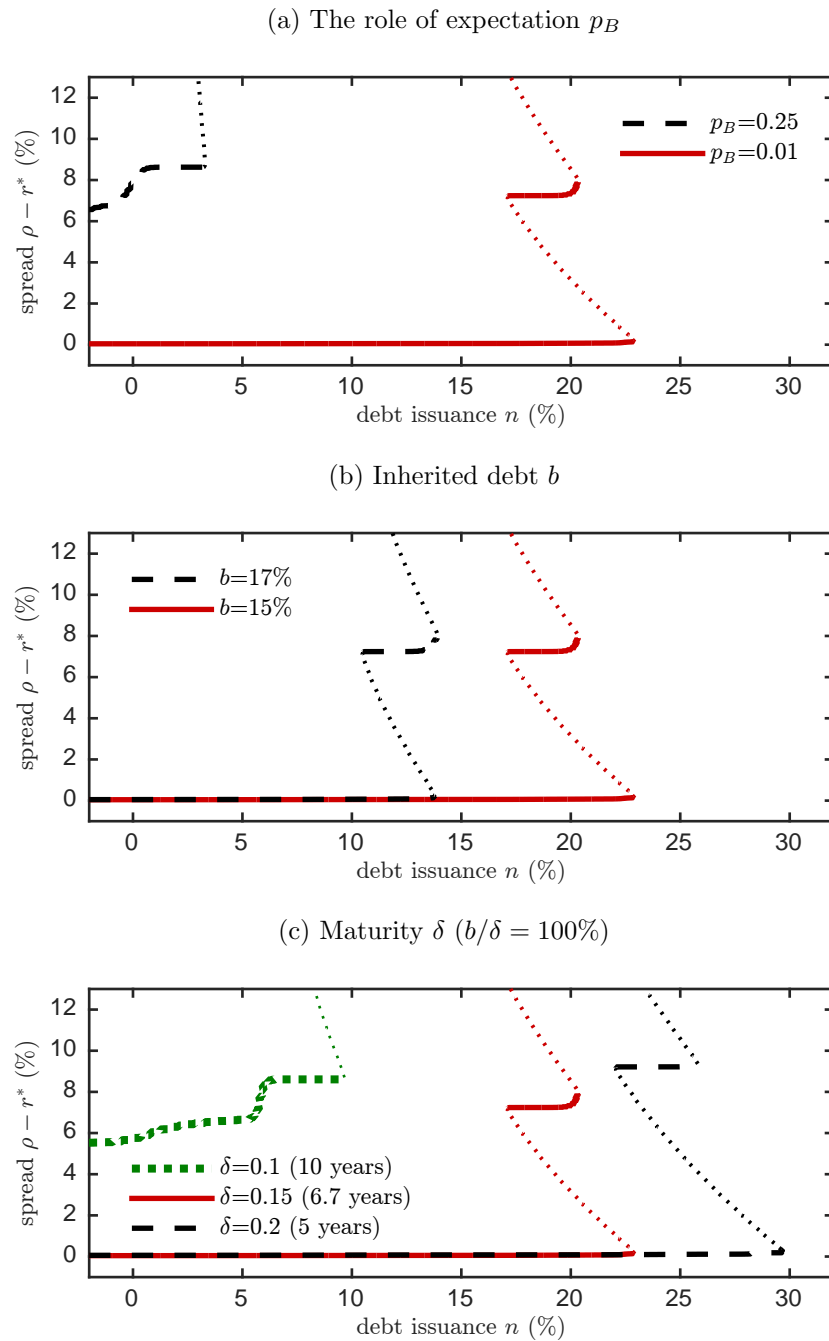 (a) The role of expectation p_B
12
10
8
6
4
2
0
spread ρ − r* (%)
p_B=0.25
p_B=0.01
0 5 10 15 20 25 30
debt issuance n (%)
(b) Inherited debt b
12
10
8
6
4
2
0
spread ρ − r* (%)
b=17%
b=15%
0 5 10 15 20 25 30
debt issuance n (%)
(c) Maturity δ (b/δ = 100%)
12
10
8
6
4
2
0
spread ρ − r* (%)
δ=0.1 (10 years)
δ=0.15 (6.7 years)
δ=0.2 (5 years)
0 5 10 15 20 25 30
debt issuance n (%)